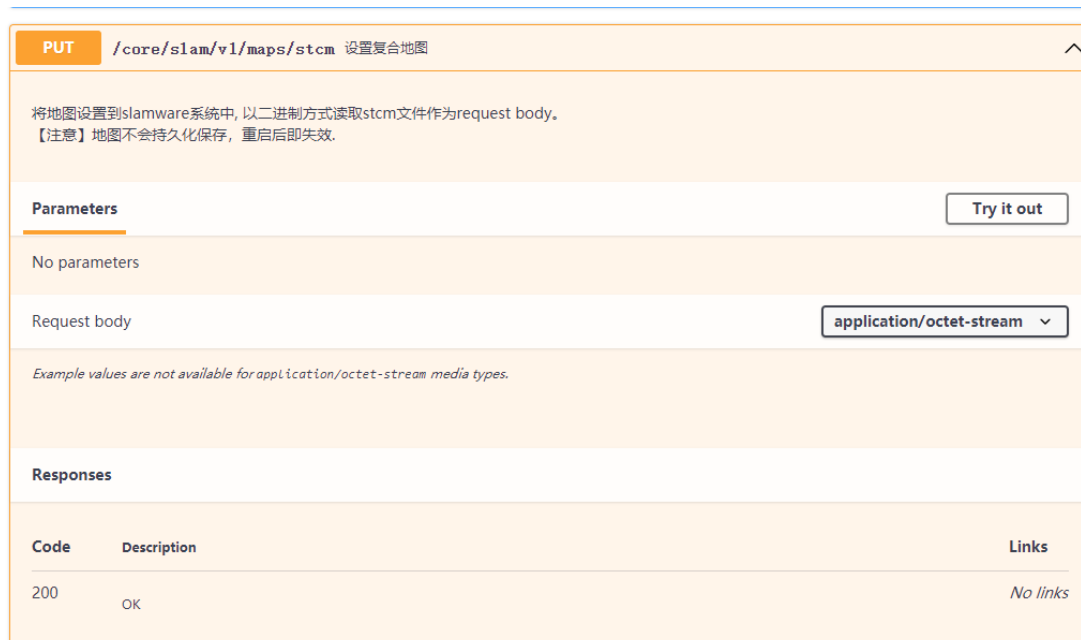 PUT /core/slam/v1/maps/stcm 设置复合地图
将地图设置到slamware系统中, 以二进制方式读取stcm文件作为request body。
【注意】地图不会持久化保存，重启后即失效.
Parameters Try it out
No parameters
Request body application/octet-stream
Example values are not available for application/octet-stream media types.
Responses
Code Description Links
200 OK No links